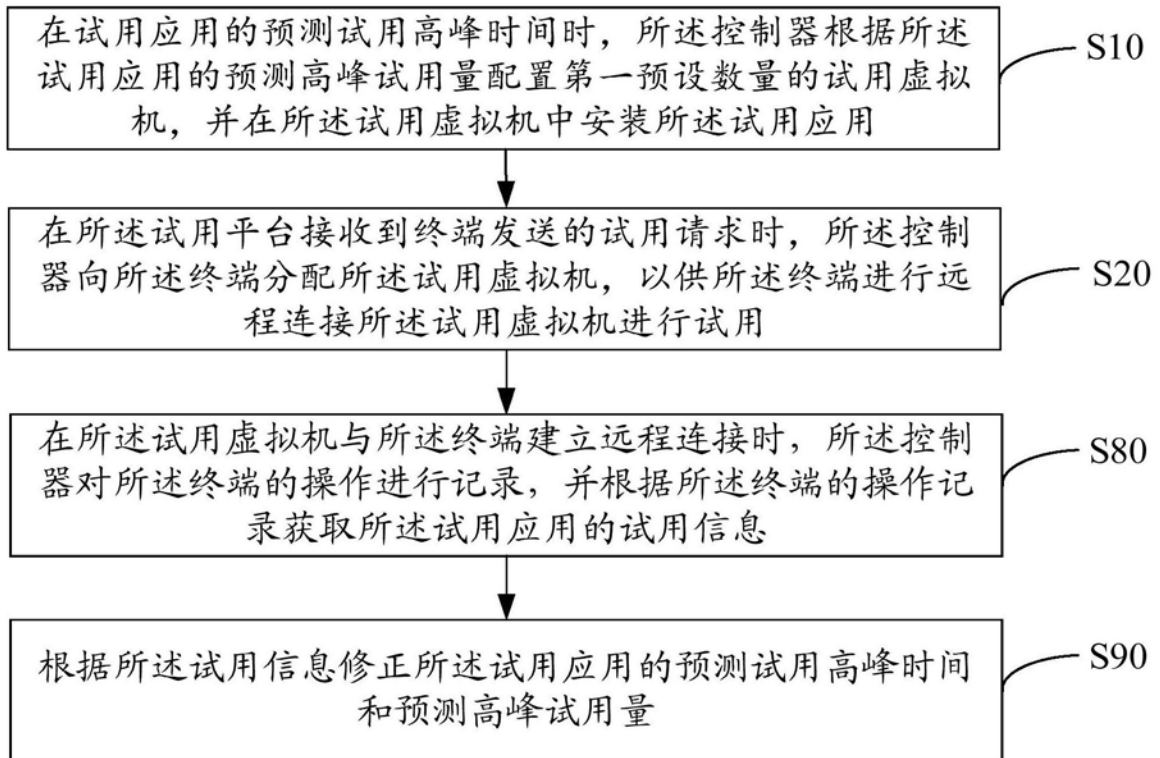 在试用应用的预测试用高峰时间时，所述控制器根据所述
试用应用的预测高峰试用量配置第一预设数量的试用虚拟
机，并在所述试用虚拟机中安装所述试用应用
S10
在所述试用平台接收到终端发送的试用请求时，所述控制
器向所述终端分配所述试用虚拟机，以供所述终端进行远
程连接所述试用虚拟机进行试用
S20
在所述试用虚拟机与所述终端建立远程连接时，所述控制
器对所述终端的操作进行记录，并根据所述终端的操作记
录获取所述试用应用的试用信息
S80
根据所述试用信息修正所述试用应用的预测试用高峰时间
和预测高峰试用量
S90